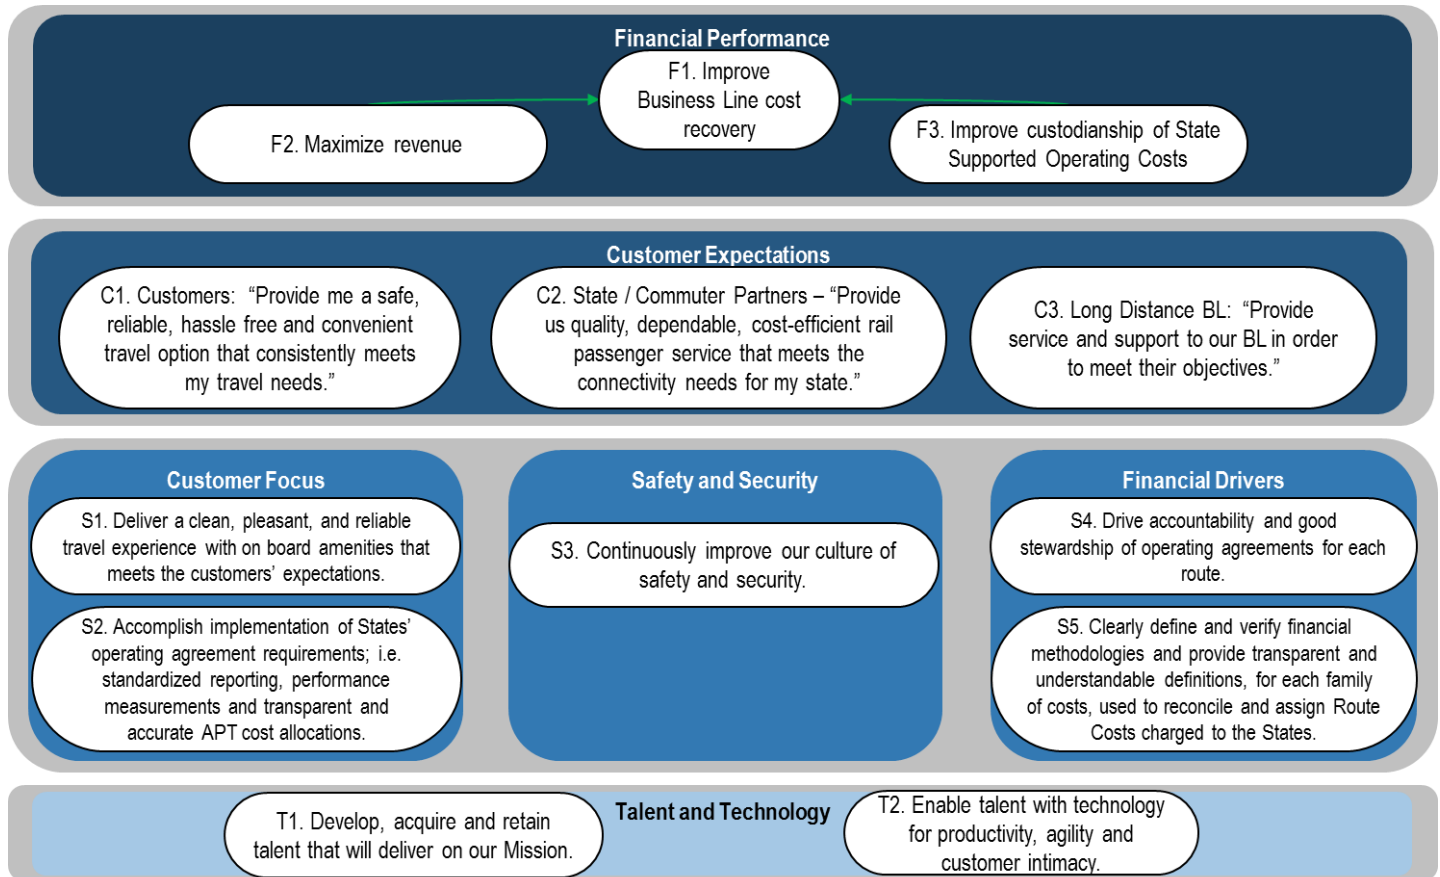 Financial Performance
F1. Improve
Business Line cost
recovery
F2. Maximize revenue
F3. Improve custodianship of State
Supported Operating Costs
Customer Expectations
C1. Customers: “Provide me a safe,
reliable, hassle free and convenient
travel option that consistently meets
my travel needs.”
C2. State / Commuter Partners – “Provide
us quality, dependable, cost-efficient rail
passenger service that meets the
connectivity needs for my state.”
C3. Long Distance BL: “Provide
service and support to our BL in order
to meet their objectives.”
Customer Focus
S1. Deliver a clean, pleasant, and reliable
travel experience with on board amenities that
meets the customers’ expectations.
S2. Accomplish implementation of States’
operating agreement requirements; i.e.
standardized reporting, performance
measurements and transparent and
accurate APT cost allocations.
Safety and Security
S3. Continuously improve our culture of
safety and security.
Financial Drivers
S4. Drive accountability and good
stewardship of operating agreements for each
route.
S5. Clearly define and verify financial
methodologies and provide transparent and
understandable definitions, for each family
of costs, used to reconcile and assign Route
Costs charged to the States.
Talent and Technology
T1. Develop, acquire and retain
talent that will deliver on our Mission.
T2. Enable talent with technology
for productivity, agility and
customer intimacy.